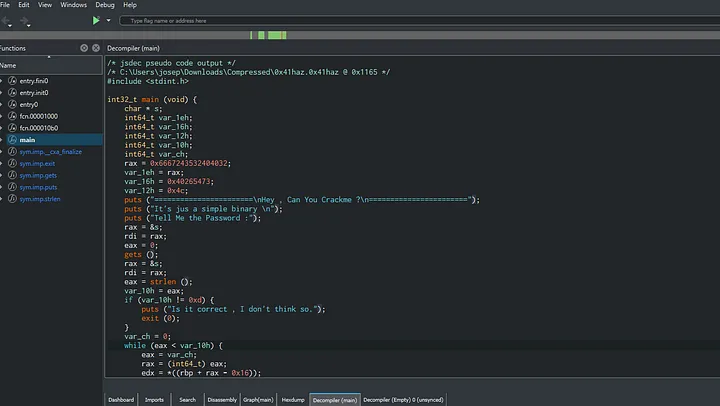 File Edit View Windows Debug Help
Type flag name or address here
Functions
Name
entry.fini0
entry.init0
entry0
fcn.00001000
fcn.000010b0
main
sym.imp.__cxa_finalize
sym.imp.exit
sym.imp.gets
sym.imp.puts
sym.imp.strlen
Decompiler (main)
/* jsdec pseudo code output */
/* C:\Users\josep\Downloads\Compressed\0x41haz.0x41haz @ 0x1165 */
#include <stdint.h>
int32_t main (void) {
char * s;
int64_t var_1eh;
int64_t var_16h;
int64_t var_12h;
int64_t var_10h;
int64_t var_ch;
rax = 0x6667243532404032;
var_1eh = rax;
var_16h = 0x40265473;
var_12h = 0x4c;
puts ("=======================\nHey , Can You Crackme ?\n=======================");
puts ("It's jus a simple binary \n");
puts ("Tell Me the Password :");
rax = &s;
rdi = rax;
eax = 0;
gets ();
rax = &s;
rdi = rax;
eax = strlen ();
var_10h = eax;
if (var_10h != 0xd) {
puts ("Is it correct , I don't think so.");
exit (0);
}
var_ch = 0;
while (eax < var_10h) {
eax = var_ch;
rax = (int64_t) eax;
edx = *((rbp + rax - 0x16));
Dashboard Imports Search Disassembly Graph(main) Hexdump Decompiler (main) Decompiler (Empty) 0 (unsynced)